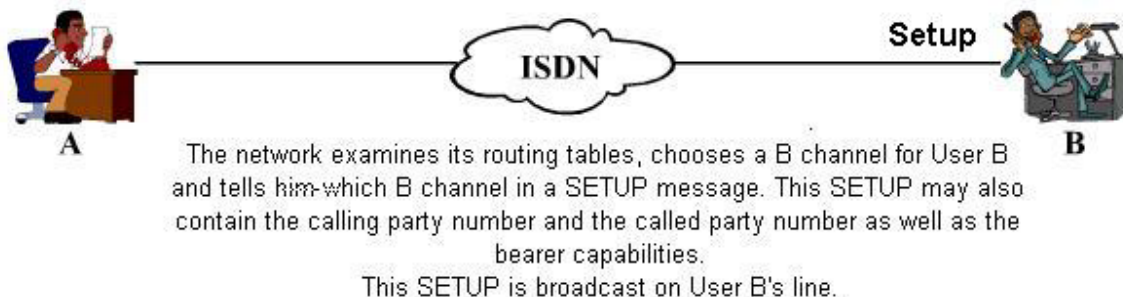 Setup
ISDN
A
B
The network examines its routing tables, chooses a B channel for User B
and tells him-which B channel in a SETUP message. This SETUP may also
contain the calling party number and the called party number as well as the
bearer capabilities.
This SETUP is broadcast on User B's line.